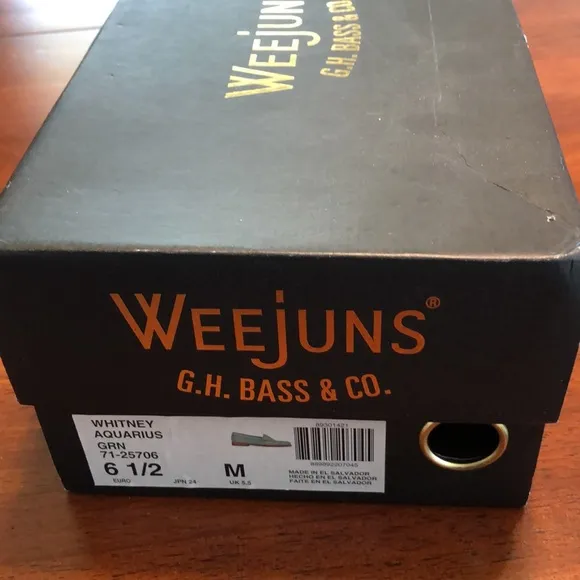 WEEJUNS
G.H. BASS & CO.
WEEJUNS®
G.H. BASS & CO.
WHITNEY
AQUARIUS
GRN
71-25706
6 1/2 M
EURO JPN 24 UK 5.5
89301421
MADE IN EL SALVADOR
HECHO EN EL SALVADOR
FAITE EN EL SALVADOR